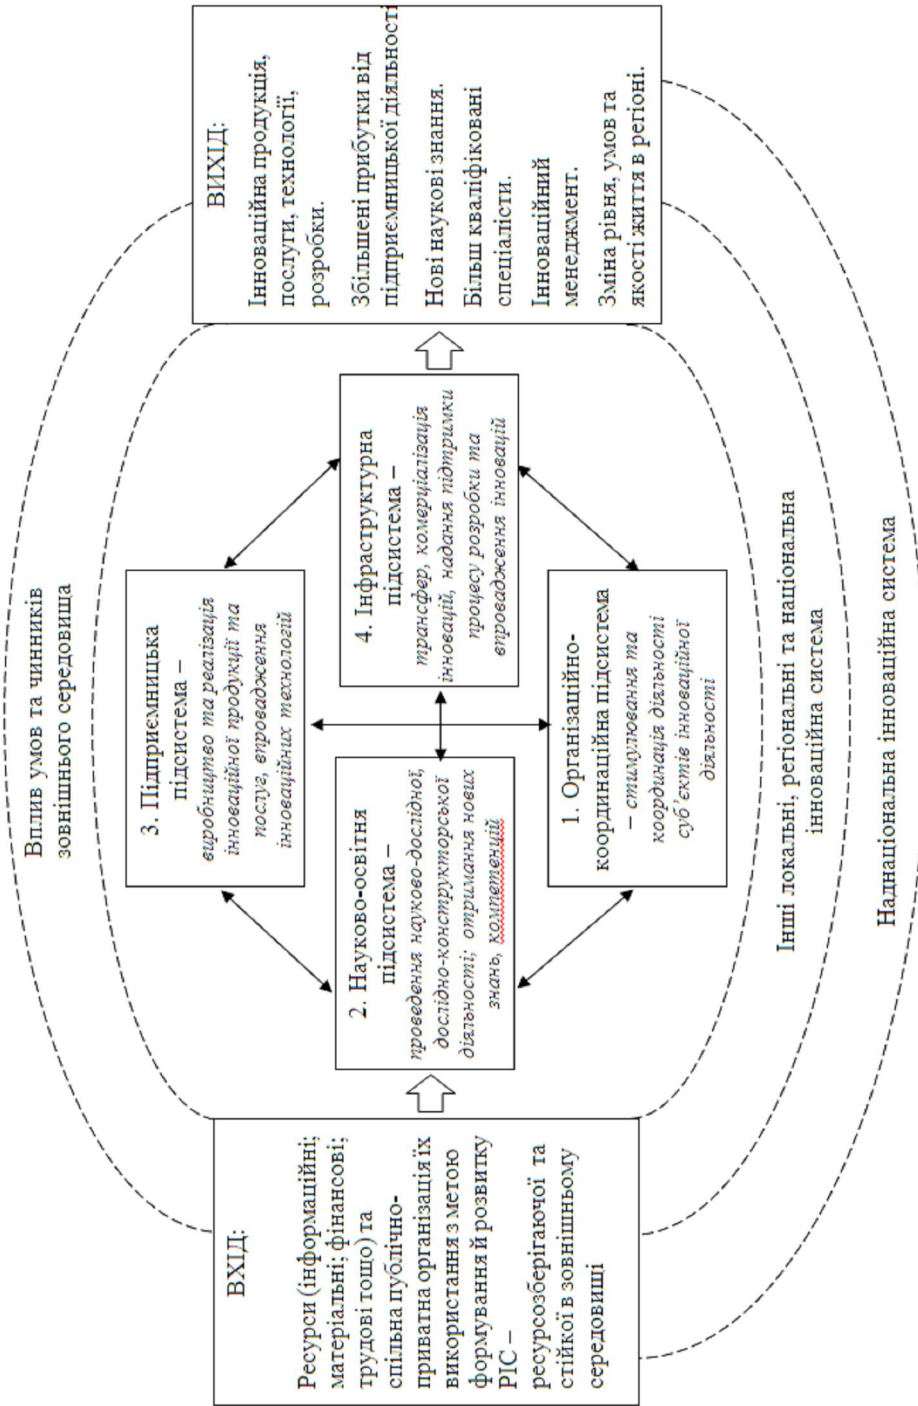 Вплив умов та чинників
зовнішнього середовища
ВХІД:
Ресурси (інформаційні;
матеріальні; фінансові;
трудові тощо) та
спільна публічно-
приватна організація їх
використання з метою
формування й розвитку
РІС –
ресурсозберігаючої та
стійкої в зовнішньому
середовищі
3. Підприємницька
підсистема –
виробництво та реалізація
інноваційної продукції та
послуг, впровадження
інноваційних технологій
2. Науково-освітня
підсистема –
проведення науково-дослідної,
дослідно-конструкторської
діяльності; отримання нових
знань, компетенцій
4. Інфраструктурна
підсистема –
трансфер, комерціалізація
інновацій, надання підтримки
процесу розробки та
впровадження інновацій
1. Організаційно-
координаційна підсистема
– стимулювання та
координація діяльності
суб’єктів інноваційної
діяльності
ВИХІД:
Інноваційна продукція,
послуги, технології,
розробки.
Збільшені прибутки від
підприємницької діяльності
Нові наукові знання.
Більш кваліфіковані
спеціалісти.
Інноваційний
менеджмент.
Зміна рівня, умов та
якості життя в регіоні.
Інші локальні, регіональні та національна
інноваційна система
Наднаціональна інноваційна система